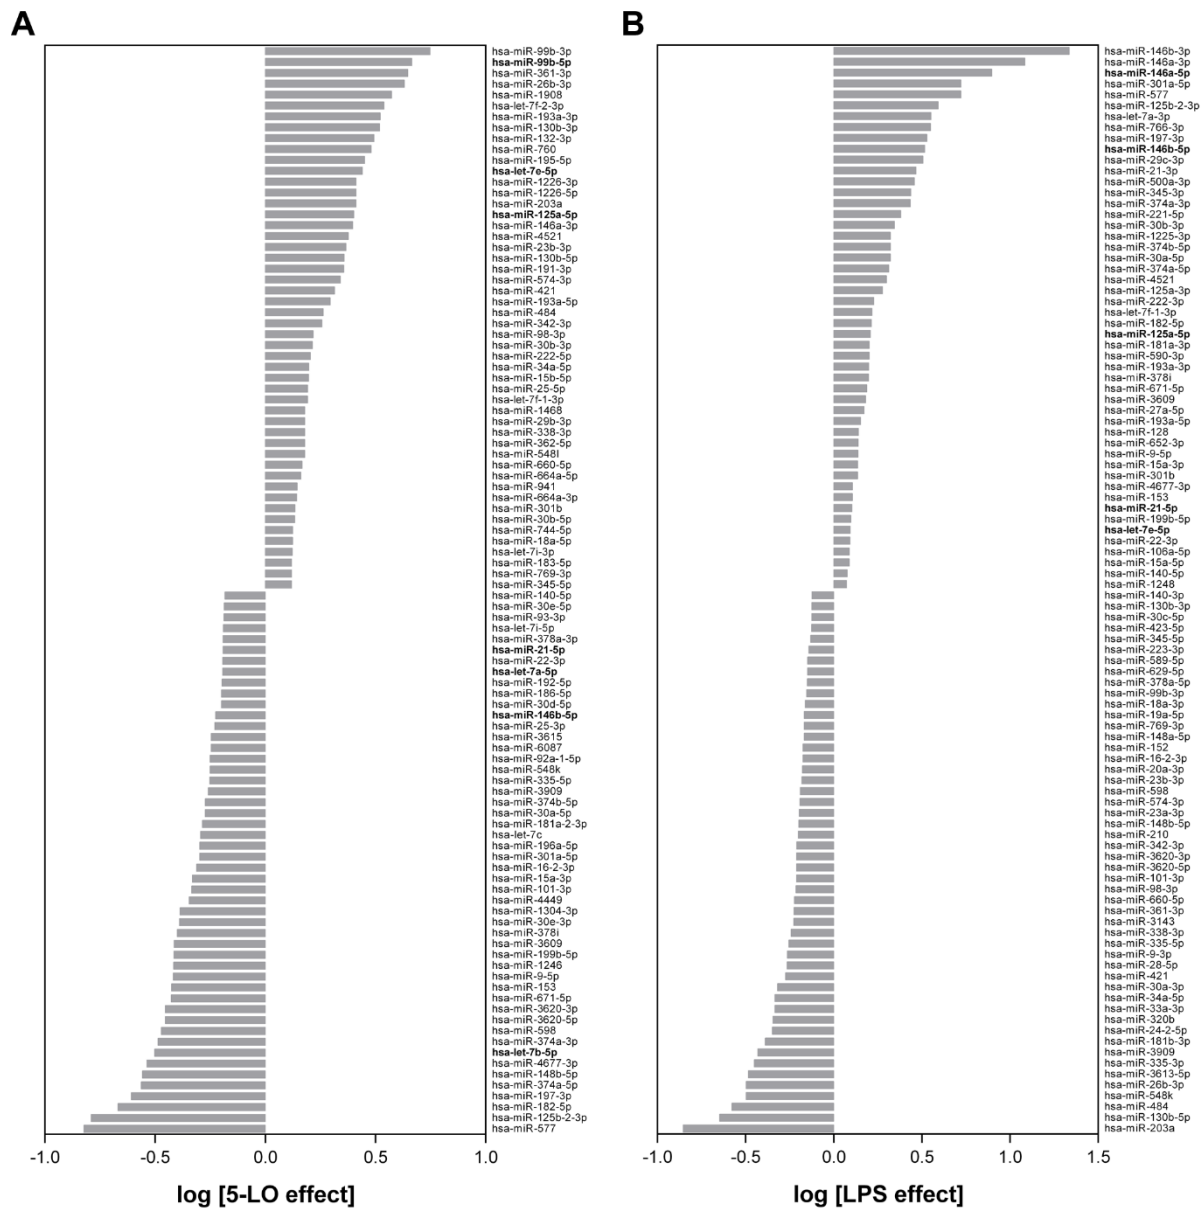 A
hsa-miR-99b-3p
hsa-miR-99b-5p
hsa-miR-361-3p
hsa-miR-26b-3p
hsa-miR-1908
hsa-let-7f-2-3p
hsa-miR-193a-3p
hsa-miR-130b-3p
hsa-miR-132-3p
hsa-miR-760
hsa-miR-195-5p
hsa-let-7e-5p
hsa-miR-1226-3p
hsa-miR-1226-5p
hsa-miR-203a
hsa-miR-125a-5p
hsa-miR-146a-3p
hsa-miR-4521
hsa-miR-23b-3p
hsa-miR-130b-5p
hsa-miR-191-3p
hsa-miR-574-3p
hsa-miR-421
hsa-miR-193a-5p
hsa-miR-484
hsa-miR-342-3p
hsa-miR-98-3p
hsa-miR-30b-3p
hsa-miR-222-5p
hsa-miR-34a-5p
hsa-miR-15b-5p
hsa-miR-25-5p
hsa-let-7f-1-3p
hsa-miR-1468
hsa-miR-29b-3p
hsa-miR-338-3p
hsa-miR-362-5p
hsa-miR-548l
hsa-miR-660-5p
hsa-miR-664a-5p
hsa-miR-941
hsa-miR-664a-3p
hsa-miR-301b
hsa-miR-30b-5p
hsa-miR-744-5p
hsa-miR-18a-5p
hsa-let-7i-3p
hsa-miR-183-5p
hsa-miR-769-3p
hsa-miR-345-5p
hsa-miR-140-5p
hsa-miR-30e-5p
hsa-miR-93-3p
hsa-let-7i-5p
hsa-miR-378a-3p
hsa-miR-21-5p
hsa-miR-22-3p
hsa-let-7a-5p
hsa-miR-192-5p
hsa-miR-186-5p
hsa-miR-30d-5p
hsa-miR-146b-5p
hsa-miR-25-3p
hsa-miR-3615
hsa-miR-6087
hsa-miR-92a-1-5p
hsa-miR-548k
hsa-miR-335-5p
hsa-miR-3909
hsa-miR-374b-5p
hsa-miR-30a-5p
hsa-miR-181a-2-3p
hsa-let-7c
hsa-miR-196a-5p
hsa-miR-301a-5p
hsa-miR-16-2-3p
hsa-miR-15a-3p
hsa-miR-101-3p
hsa-miR-4449
hsa-miR-1304-3p
hsa-miR-30e-3p
hsa-miR-378i
hsa-miR-3609
hsa-miR-199b-5p
hsa-miR-1246
hsa-miR-9-5p
hsa-miR-153
hsa-miR-671-5p
hsa-miR-3620-3p
hsa-miR-3620-5p
hsa-miR-598
hsa-miR-374a-3p
hsa-let-7b-5p
hsa-miR-4677-3p
hsa-miR-148b-5p
hsa-miR-374a-5p
hsa-miR-197-3p
hsa-miR-182-5p
hsa-miR-125b-2-3p
hsa-miR-577
-1.0 -0.5 0.0 0.5 1.0
log [5-LO effect]
B
hsa-miR-146b-3p
hsa-miR-146a-3p
hsa-miR-146a-5p
hsa-miR-301a-5p
hsa-miR-577
hsa-miR-125b-2-3p
hsa-let-7a-3p
hsa-miR-766-3p
hsa-miR-197-3p
hsa-miR-146b-5p
hsa-miR-29c-3p
hsa-miR-21-3p
hsa-miR-500a-3p
hsa-miR-345-3p
hsa-miR-374a-3p
hsa-miR-221-5p
hsa-miR-30b-3p
hsa-miR-1225-3p
hsa-miR-374b-5p
hsa-miR-30a-5p
hsa-miR-374a-5p
hsa-miR-4521
hsa-miR-125a-3p
hsa-miR-222-3p
hsa-let-7f-1-3p
hsa-miR-182-5p
hsa-miR-125a-5p
hsa-miR-181a-3p
hsa-miR-590-3p
hsa-miR-193a-3p
hsa-miR-378i
hsa-miR-671-5p
hsa-miR-3609
hsa-miR-27a-5p
hsa-miR-193a-5p
hsa-miR-128
hsa-miR-652-3p
hsa-miR-9-5p
hsa-miR-15a-3p
hsa-miR-301b
hsa-miR-4677-3p
hsa-miR-153
hsa-miR-21-5p
hsa-miR-199b-5p
hsa-let-7e-5p
hsa-miR-22-3p
hsa-miR-106a-5p
hsa-miR-15a-5p
hsa-miR-140-5p
hsa-miR-1248
hsa-miR-140-3p
hsa-miR-130b-3p
hsa-miR-30c-5p
hsa-miR-423-5p
hsa-miR-345-5p
hsa-miR-223-3p
hsa-miR-589-5p
hsa-miR-629-5p
hsa-miR-378a-5p
hsa-miR-99b-3p
hsa-miR-18a-3p
hsa-miR-19a-5p
hsa-miR-769-3p
hsa-miR-148a-5p
hsa-miR-152
hsa-miR-16-2-3p
hsa-miR-20a-3p
hsa-miR-23b-3p
hsa-miR-598
hsa-miR-574-3p
hsa-miR-23a-3p
hsa-miR-148b-5p
hsa-miR-210
hsa-miR-342-3p
hsa-miR-3620-3p
hsa-miR-3620-5p
hsa-miR-101-3p
hsa-miR-98-3p
hsa-miR-660-5p
hsa-miR-361-3p
hsa-miR-3143
hsa-miR-338-3p
hsa-miR-335-5p
hsa-miR-9-3p
hsa-miR-28-5p
hsa-miR-421
hsa-miR-30a-3p
hsa-miR-34a-5p
hsa-miR-33a-3p
hsa-miR-320b
hsa-miR-24-2-5p
hsa-miR-181b-3p
hsa-miR-3909
hsa-miR-335-3p
hsa-miR-3613-5p
hsa-miR-26b-3p
hsa-miR-548k
hsa-miR-484
hsa-miR-130b-5p
hsa-miR-203a
-1.0 -0.5 0.0 0.5 1.0 1.5
log [LPS effect]